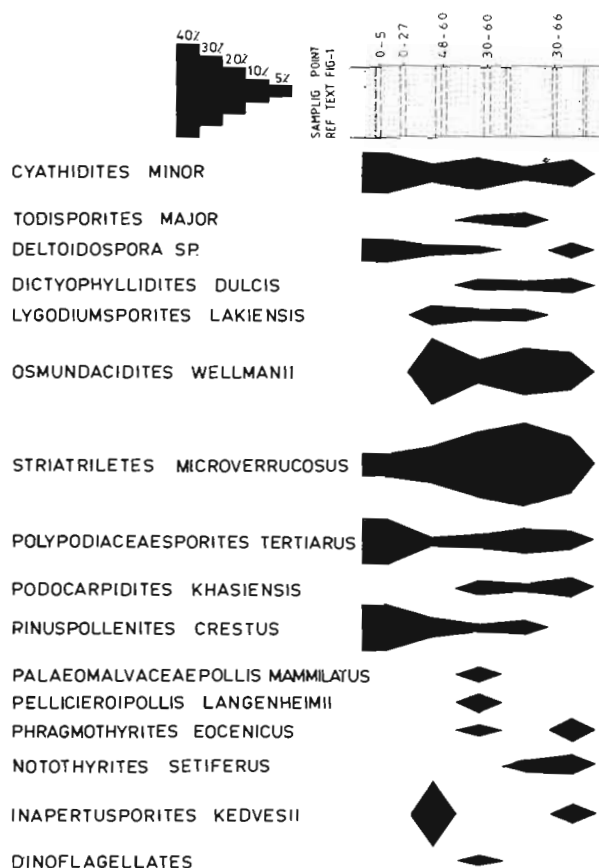 40%
30%
20%
10%
5%
SAMPLIG POINT
REF TEXT FIG-1
0-5
0-27
48-60
30-60
30-66
CYATHIDITES MINOR
TODISPORITES MAJOR
DELTOIDOSPORA SP.
DICTYOPHYLLIDITES DULCIS
LYGODIUMSPORITES LAKIENSIS
OSMUNDACIDITES WELLMANII
STRIATRILETES MICROVERRUCOSUS
POLYPODIACEAESPORITES TERTIARUS
PODOCARPIDITES KHASIENSIS
PINUSPOLLENITES CRESTUS
PALAEOMALVACEAEPOLLIS MAMMILATUS
PELLICIEROIPOLLIS LANGENHEIMII
PHRAGMOTHYRITES EOCENICUS
NOTOTHYRITES SETIFERUS
INAPERTUSPORITES KEDVESII
DINOFLAGELLATES